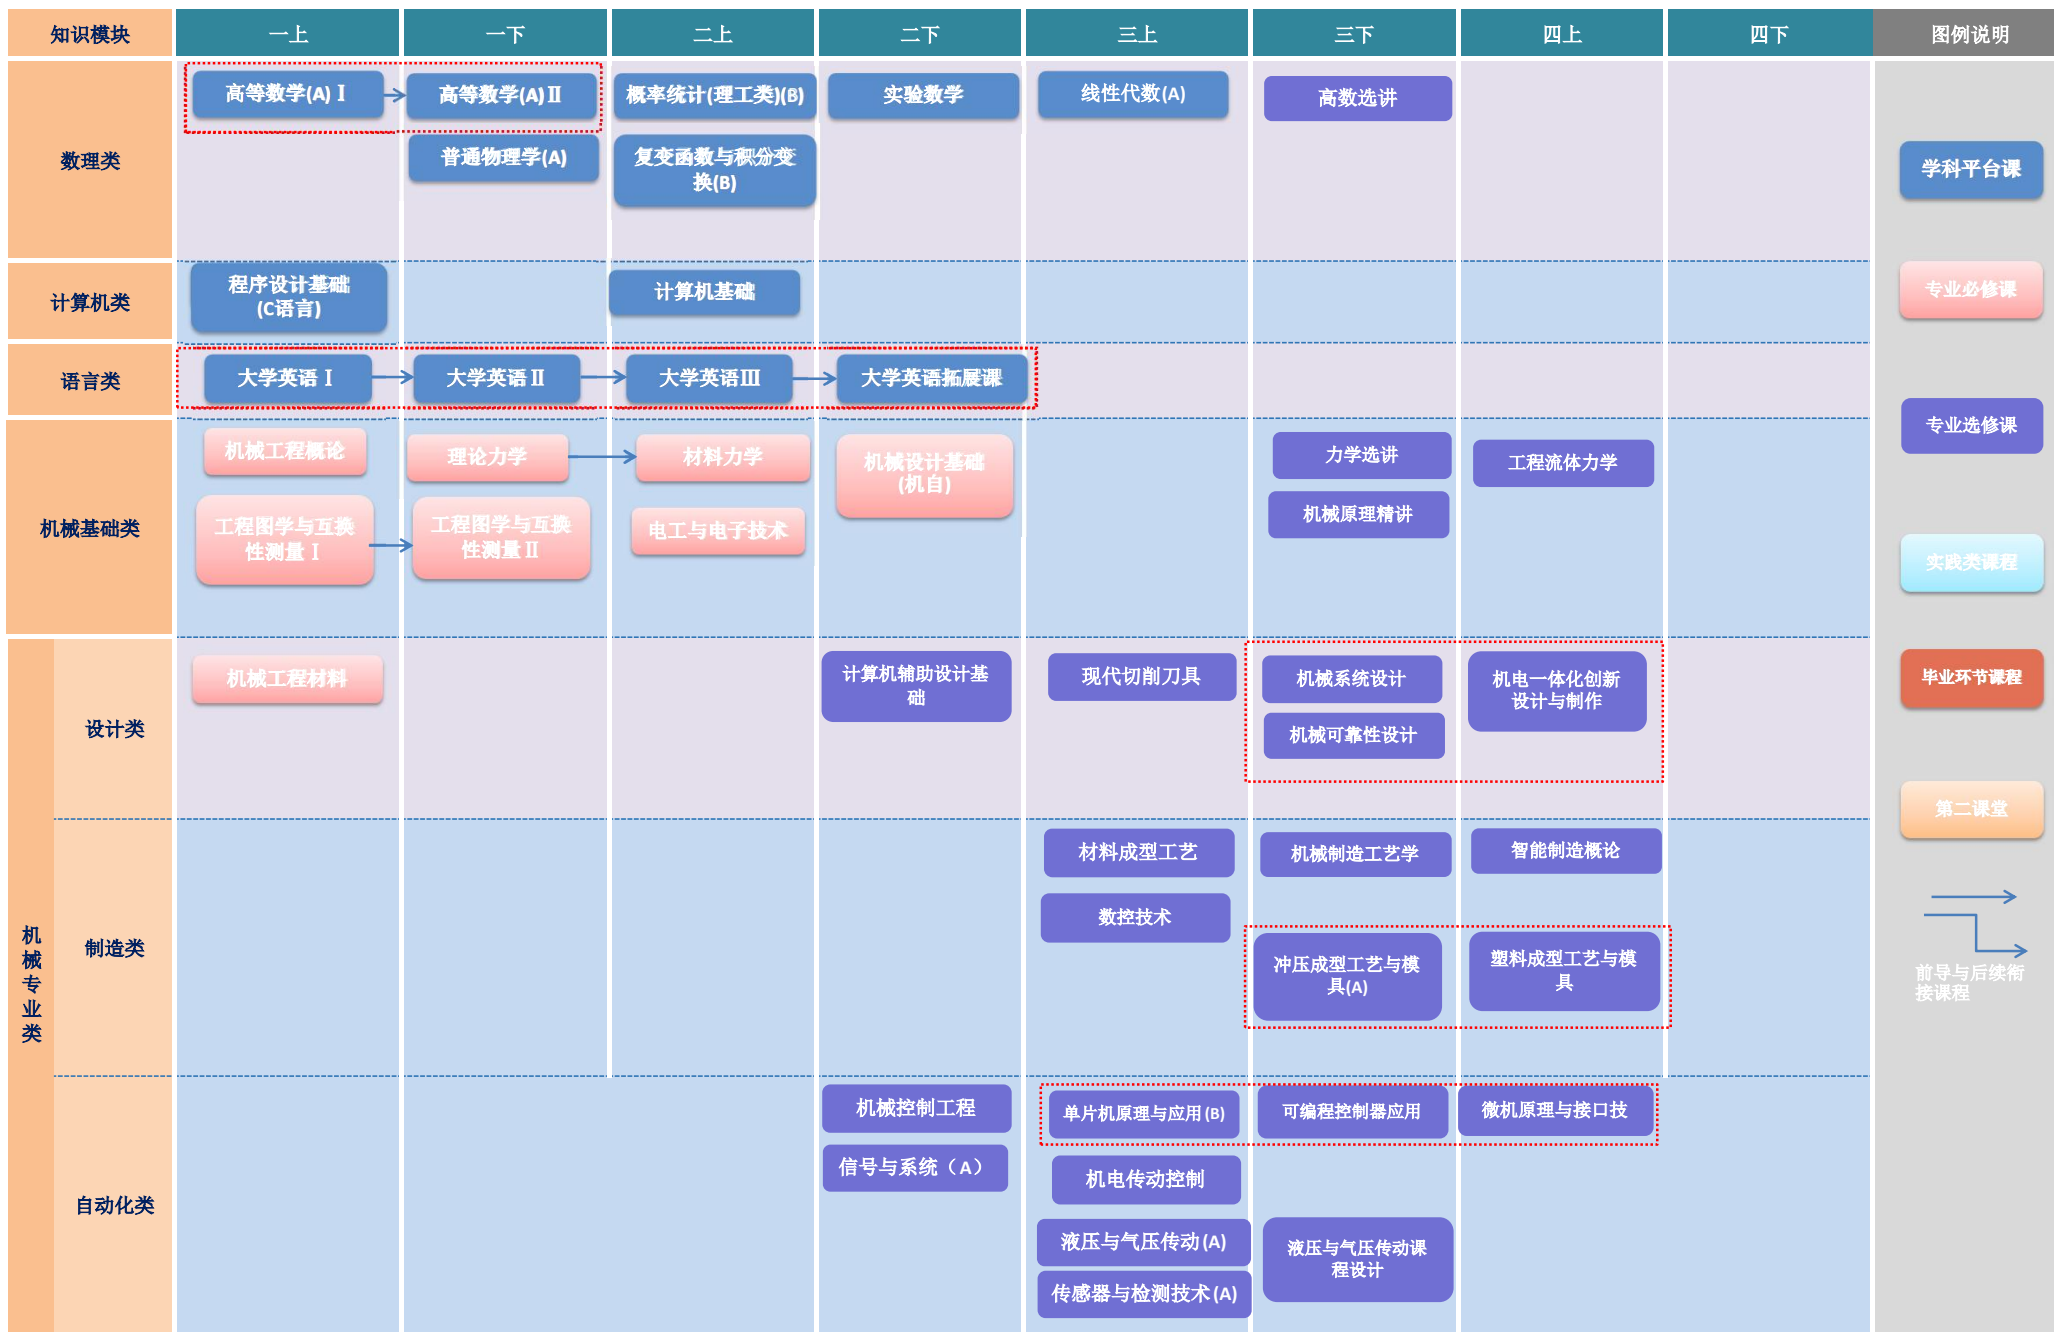 知识模块
一上
一下
二上
二下
三上
三下
四上
四下
图例说明
数理类
高等数学(A) Ⅰ
高等数学(A) Ⅱ
概率统计(理工类)(B)
实验数学
线性代数(A)
高数选讲
普通物理学(A)
复变函数与积分变
换(B)
计算机类
程序设计基础
(C语言)
计算机基础
语言类
大学英语 Ⅰ
大学英语 Ⅱ
大学英语Ⅲ
大学英语拓展课
机械基础类
机械工程概论
理论力学
材料力学
机械设计基础
(机自)
力学选讲
工程流体力学
工程图学与互换
性测量 Ⅰ
工程图学与互换
性测量 Ⅱ
电工与电子技术
机械原理精讲
机
械
专
业
类
设计类
机械工程材料
计算机辅助设计基
础
现代切削刀具
机械系统设计
机电一体化创新
设计与制作
机械可靠性设计
制造类
材料成型工艺
机械制造工艺学
智能制造概论
数控技术
冲压成型工艺与模
具(A)
塑料成型工艺与模
具
自动化类
机械控制工程
单片机原理与应用(B)
可编程控制器应用
微机原理与接口技
信号与系统（A）
机电传动控制
液压与气压传动(A)
液压与气压传动课
程设计
传感器与检测技术(A)
学科平台课
专业必修课
专业选修课
实践类课程
毕业环节课程
第二课堂
前导与后续衔
接课程